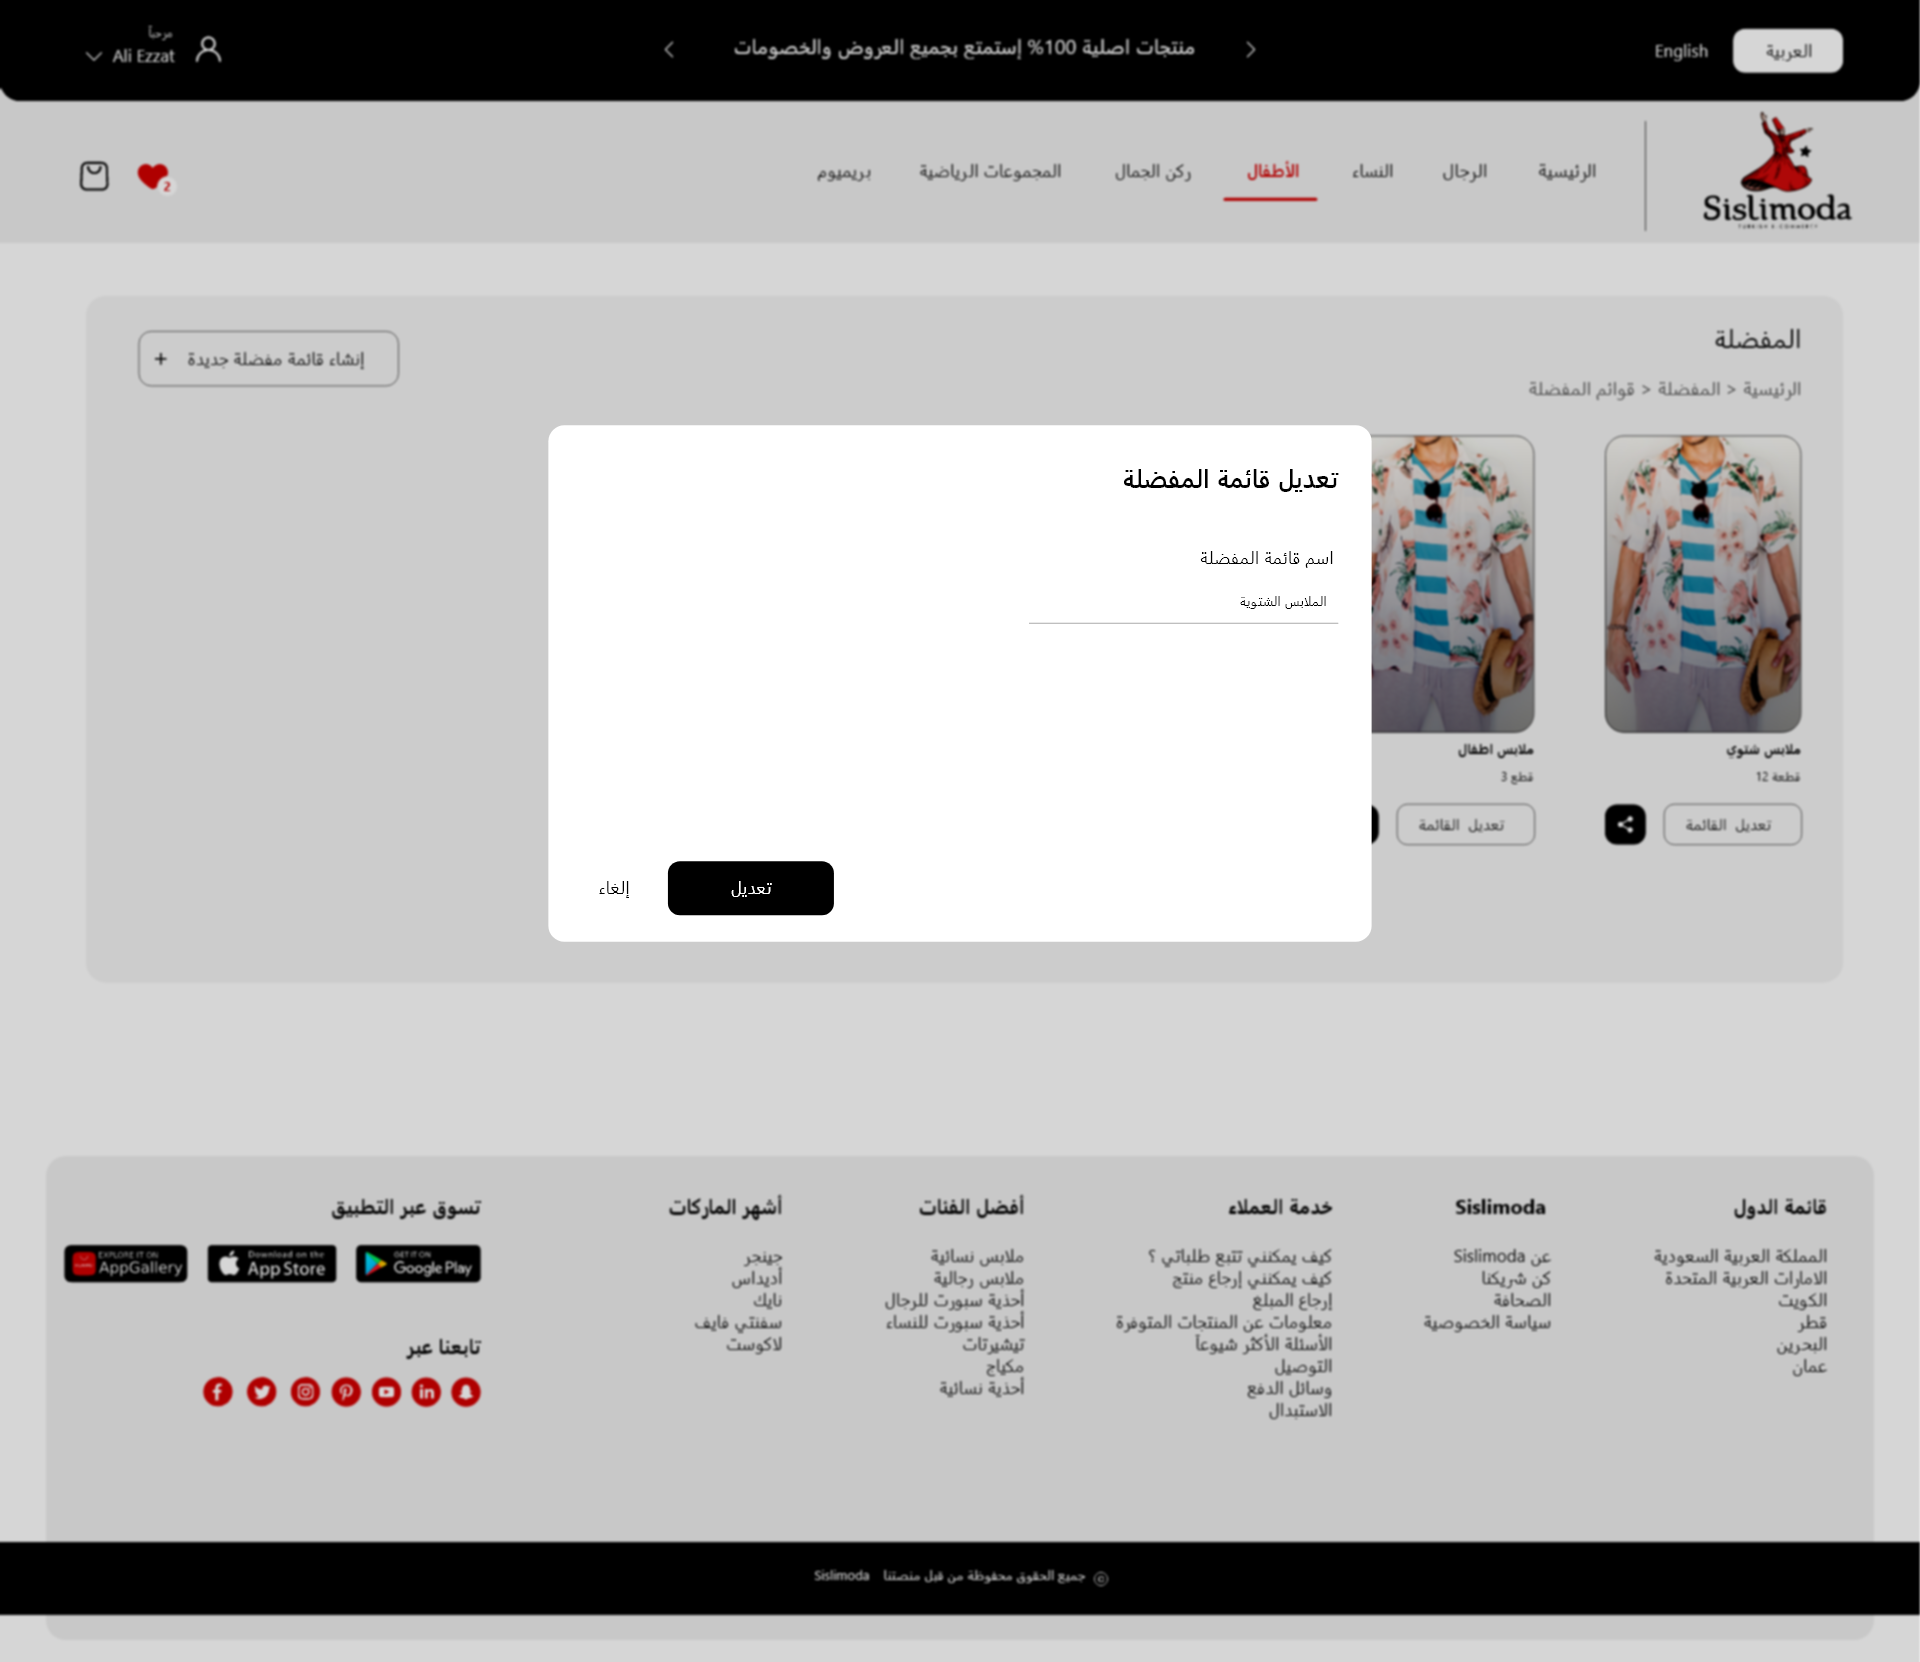 العربية
English
منتجات اصلية 100% إستمتع بجميع العروض والخصومات
مرحباً
Ali Ezzat
Sislimoda
الرئيسية
الرجال
النساء
الأطفال
ركن الجمال
المجموعات الرياضية
بريميوم
2
المفضلة
إنشاء قائمة مفضلة جديدة +
الرئيسية > المفضلة > قوائم المفضلة
تعديل قائمة المفضلة
اسم قائمة المفضلة
الملابس الشتوية
تعديل
إلغاء
ملابس شتوي
قطعة 12
تعديل القائمة
ملابس اطفال
قطع 3
تعديل القائمة
قائمة الدول
المملكة العربية السعودية
الامارات العربية المتحدة
الكويت
قطر
البحرين
عمان
Sislimoda
عن Sislimoda
كن شريكنا
الصحافة
سياسة الخصوصية
خدمة العملاء
كيف يمكنني تتبع طلباتي ؟
كيف يمكنني إرجاع منتج
إرجاع المبلغ
معلومات عن المنتجات المتوفرة
الأسئلة الأكثر شيوعاً
التوصيل
وسائل الدفع
الاستبدال
أفضل الفئات
ملابس نسائية
ملابس رجالية
أحذية سبورت للرجال
أحذية سبورت للنساء
تيشيرتات
مكياج
أحذية نسائية
أشهر الماركات
جينجر
أديداس
نايك
سفنتي فايف
لاكوست
تسوق عبر التطبيق
GET IT ON
Google Play
Download on the
App Store
EXPLORE IT ON
AppGallery
تابعنا عبر
© جميع الحقوق محفوظة من قبل منصتنا Sislimoda